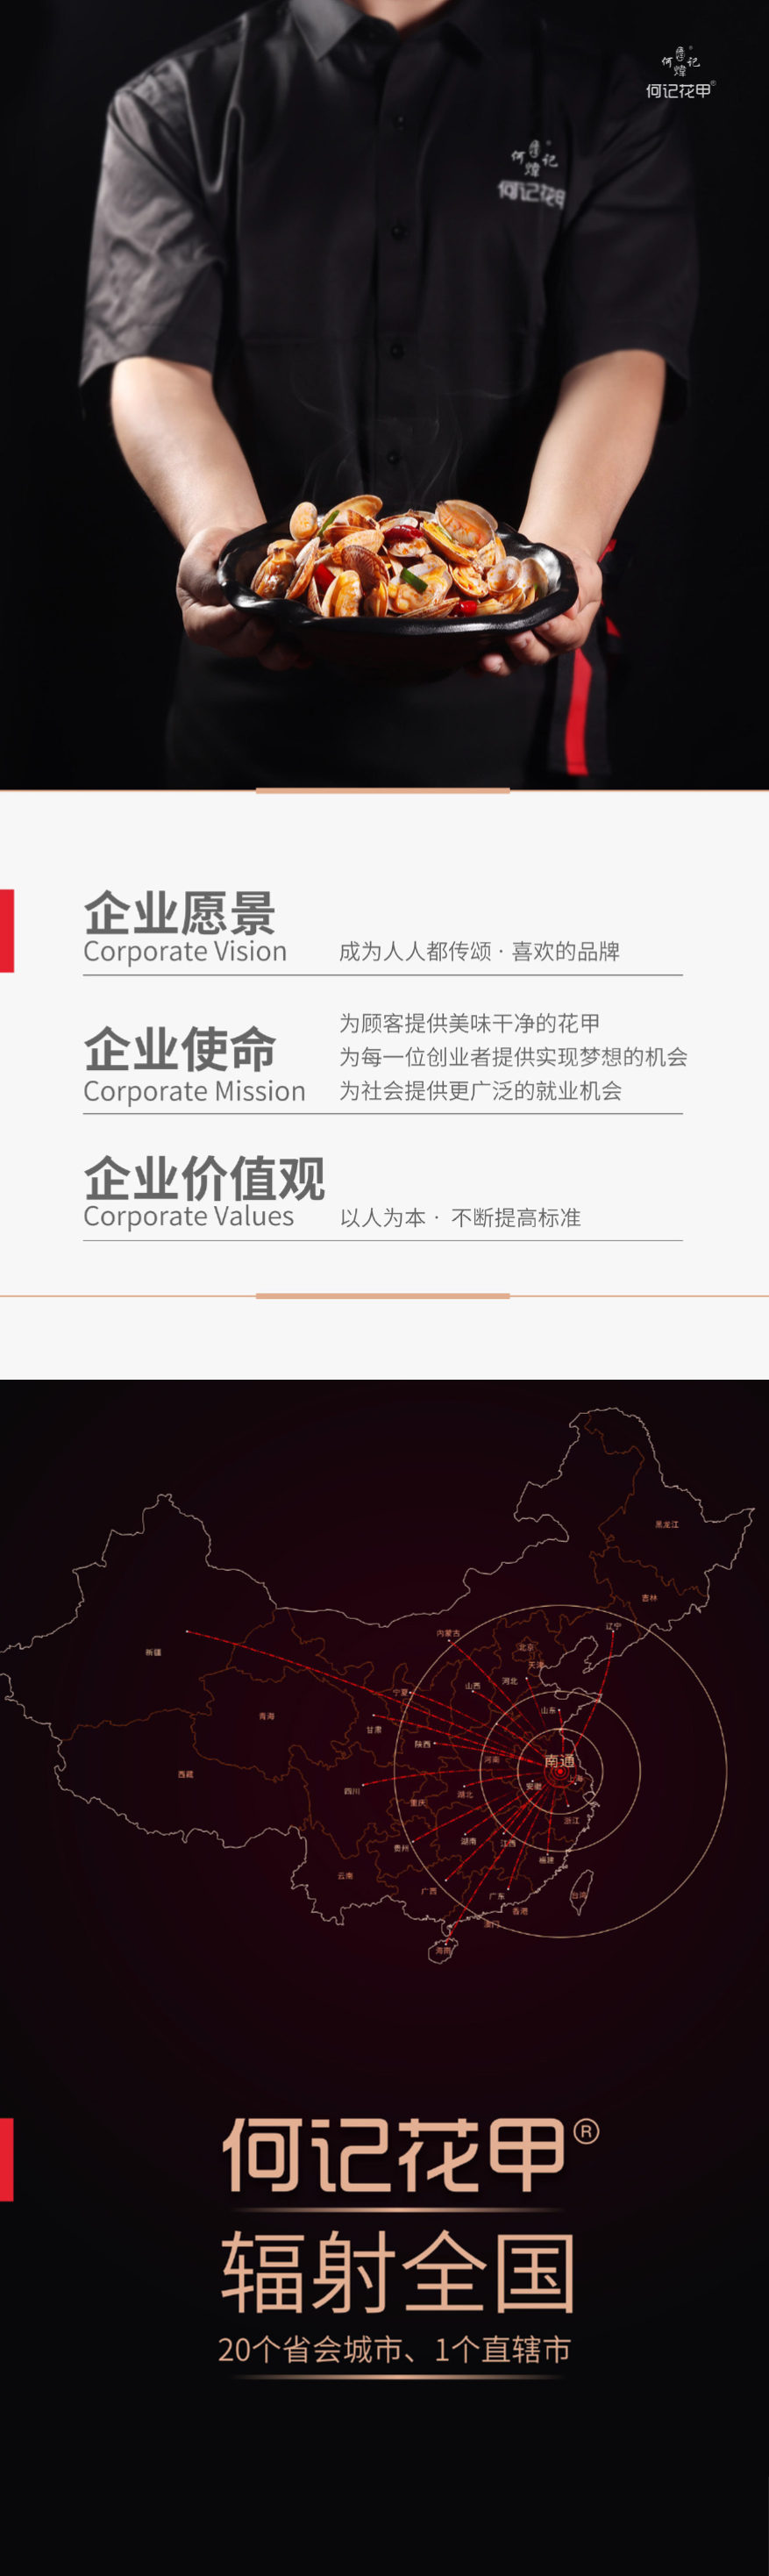 何记
煌
何记花甲®
何记
煌
何记花甲
企业愿景
Corporate Vision
成为人人都传颂 · 喜欢的品牌
企业使命
Corporate Mission
为顾客提供美味干净的花甲
为每一位创业者提供实现梦想的机会
为社会提供更广泛的就业机会
企业价值观
Corporate Values
以人为本 · 不断提高标准
黑龙江
吉林
辽宁
内蒙古
北京
天津
新疆
河北
山西
宁夏
山东
青海
甘肃
陕西
河南
南通
西藏
上海
安徽
四川
湖北
重庆
浙江
湖南
江西
贵州
福建
云南
广西
广东
台湾
香港
澳门
海南
何记花甲®
辐射全国
20个省会城市、1个直辖市